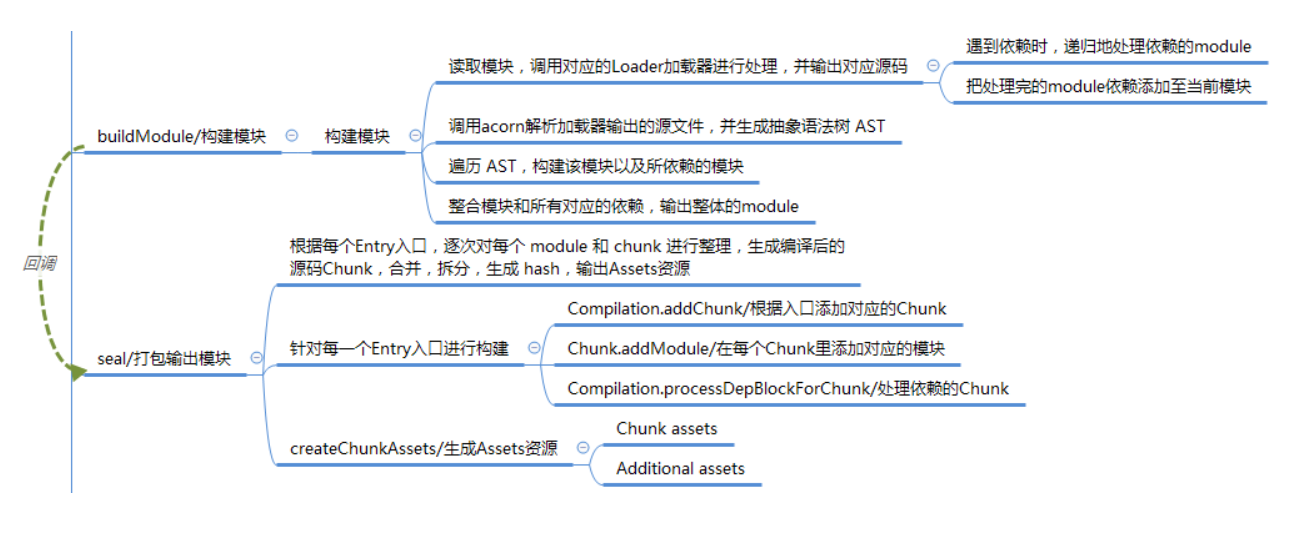 遇到依赖时，递归地处理依赖的module
读取模块，调用对应的Loader加载器进行处理，并输出对应源码
把处理完的module依赖添加至当前模块
buildModule/构建模块
构建模块
调用acorn解析加载器输出的源文件，并生成抽象语法树 AST
遍历 AST，构建该模块以及所依赖的模块
整合模块和所有对应的依赖，输出整体的module
回调
根据每个Entry入口，逐次对每个 module 和 chunk 进行整理，生成编译后的
源码Chunk，合并，拆分，生成 hash，输出Assets资源
seal/打包输出模块
针对每一个Entry入口进行构建
Compilation.addChunk/根据入口添加对应的Chunk
Chunk.addModule/在每个Chunk里添加对应的模块
Compilation.processDepBlockForChunk/处理依赖的Chunk
createChunkAssets/生成Assets资源
Chunk assets
Additional assets